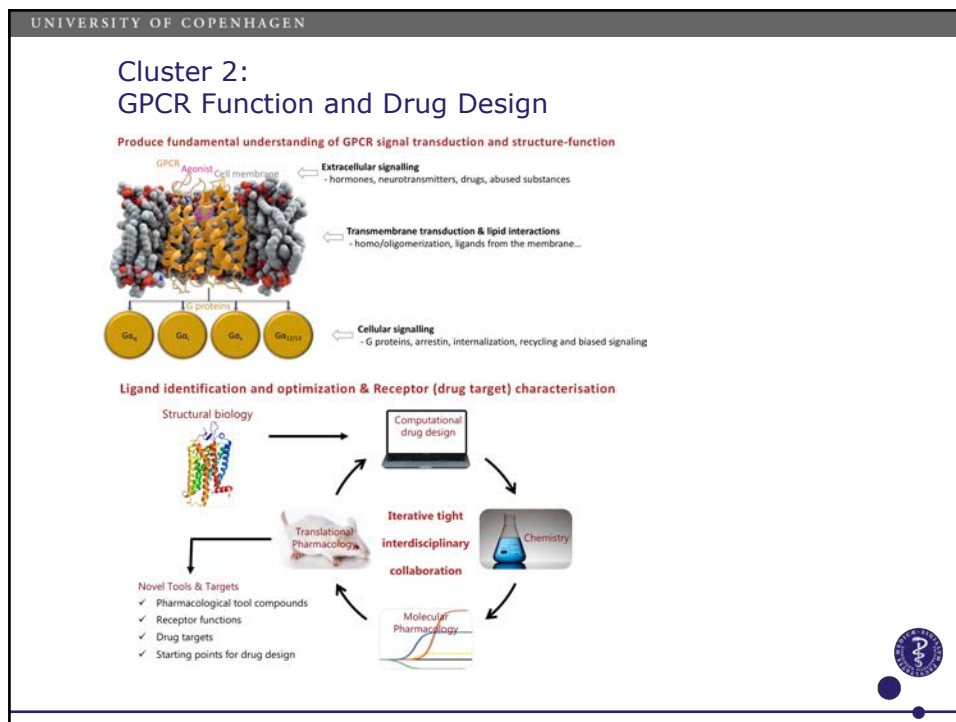 UNIVERSITY OF COPENHAGEN
Cluster 2:
GPCR Function and Drug Design
Produce fundamental understanding of GPCR signal transduction and structure-function
GPCR
Agonist
Cell membrane
Extracellular signalling
- hormones, neurotransmitters, drugs, abused substances
Transmembrane transduction & lipid interactions
- homo/oligomerization, ligands from the membrane...
G proteins
Gαq
Gαi
Gαs
Gα12/13
Cellular signalling
- G proteins, arrestin, internalization, recycling and biased signaling
Ligand identification and optimization & Receptor (drug target) characterisation
Structural biology
Computational
drug design
Translational
Pharmacology
Iterative tight
interdisciplinary
collaboration
Chemistry
Molecular
Pharmacology
Novel Tools & Targets
✓ Pharmacological tool compounds
✓ Receptor functions
✓ Drug targets
✓ Starting points for drug design